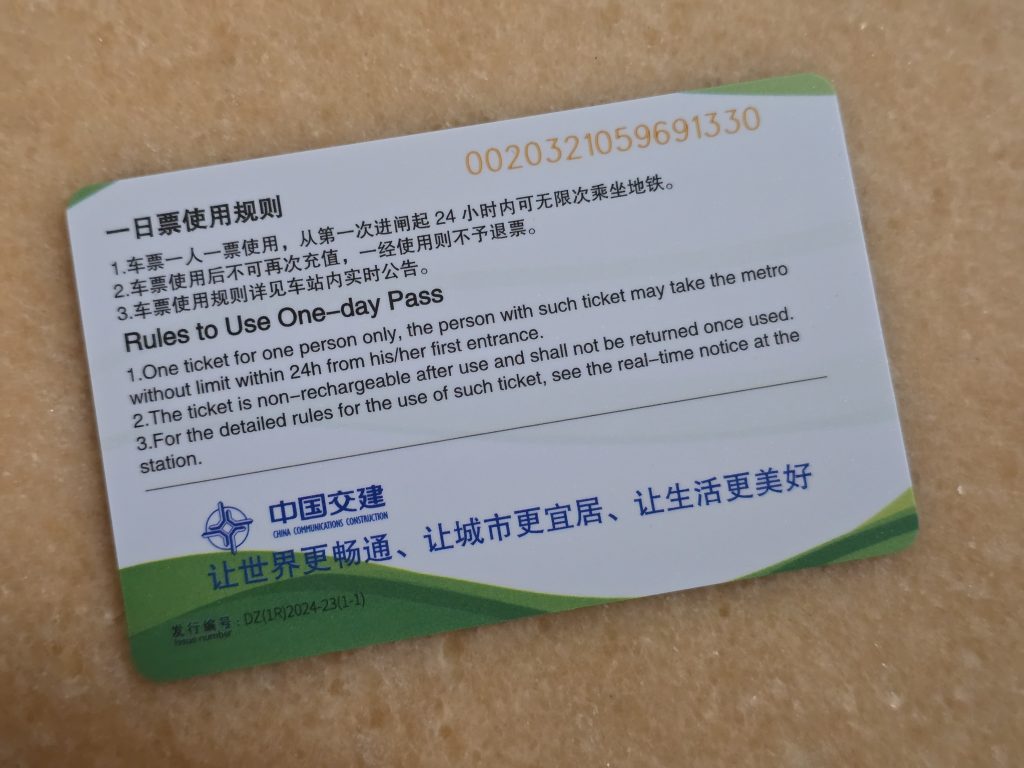 0020321059691330
一日票使用规则
1.车票一人一票使用，从第一次进闸起 24 小时内可无限次乘坐地铁。
2.车票使用后不可再次充值，一经使用则不予退票。
3.车票使用规则详见车站内实时公告。
Rules to Use One–day Pass
1.One ticket for one person only, the person with such ticket may take the metro
without limit within 24h from his/her first entrance.
2.The ticket is non–rechargeable after use and shall not be returned once used.
3.For the detailed rules for the use of such ticket, see the real–time notice at the
station.
中国交建
CHINA COMMUNICATIONS CONSTRUCTION
让世界更畅通、让城市更宜居、让生活更美好
发行编号：DZ(1R)2024-23(1-1)
Issue number